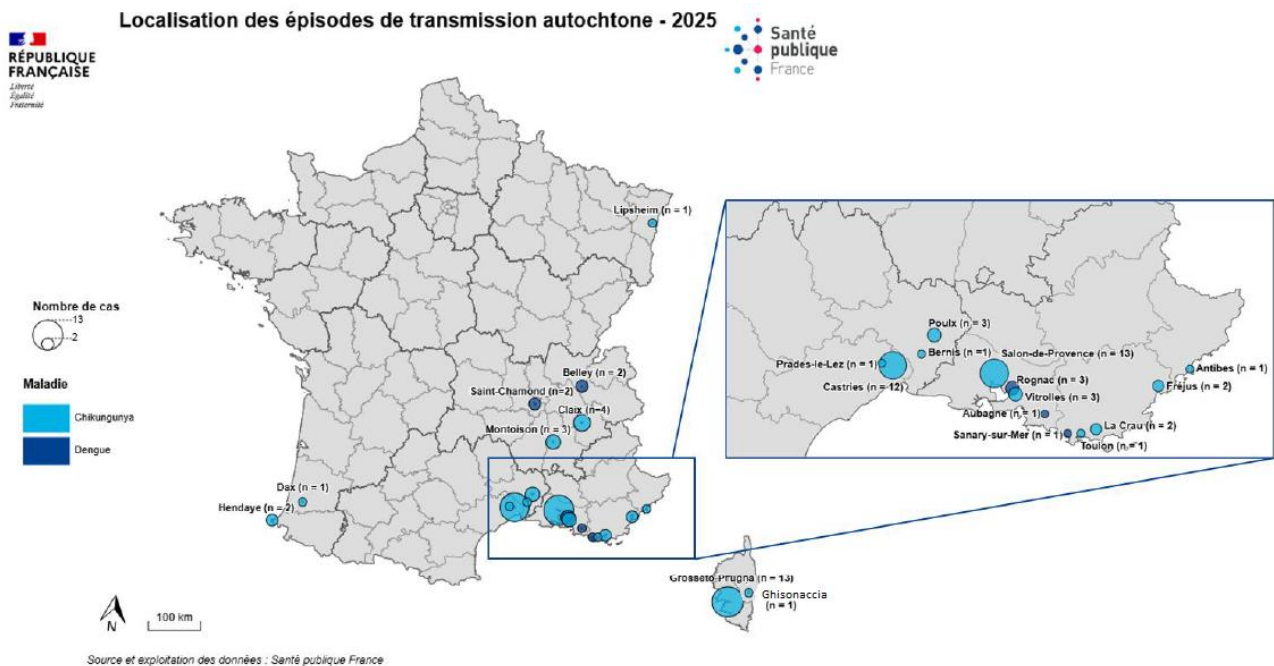 Localisation des épisodes de transmission autochtone - 2025
RÉPUBLIQUE
FRANÇAISE
Liberté
Égalité
Fraternité
Santé
publique
France
Lipsheim (n = 1)
Nombre de cas
13
2
Maladie
Chikungunya
Dengue
Belley (n = 2)
Saint-Chamond (n=2)
Claix (n=4)
Montoison (n = 3)
Dax (n = 1)
Hendaye (n = 2)
Poulx (n = 3)
Bernis (n =1)
Prades-le-Lez (n = 1)
Salon-de-Provence (n = 13)
Castries (n = 12)
Rognac (n = 3)
Vitrolles (n = 3)
Antibes (n = 1)
Fréjus (n = 2)
Aubagne (n = 1)
La Crau (n = 2)
Sanary-sur-Mer (n = 1)
Toulon (n = 1)
Grosseto-Prugna (n = 13)
Ghisonaccia
(n = 1)
N
100 km
Source et exploitation des données : Santé publique France